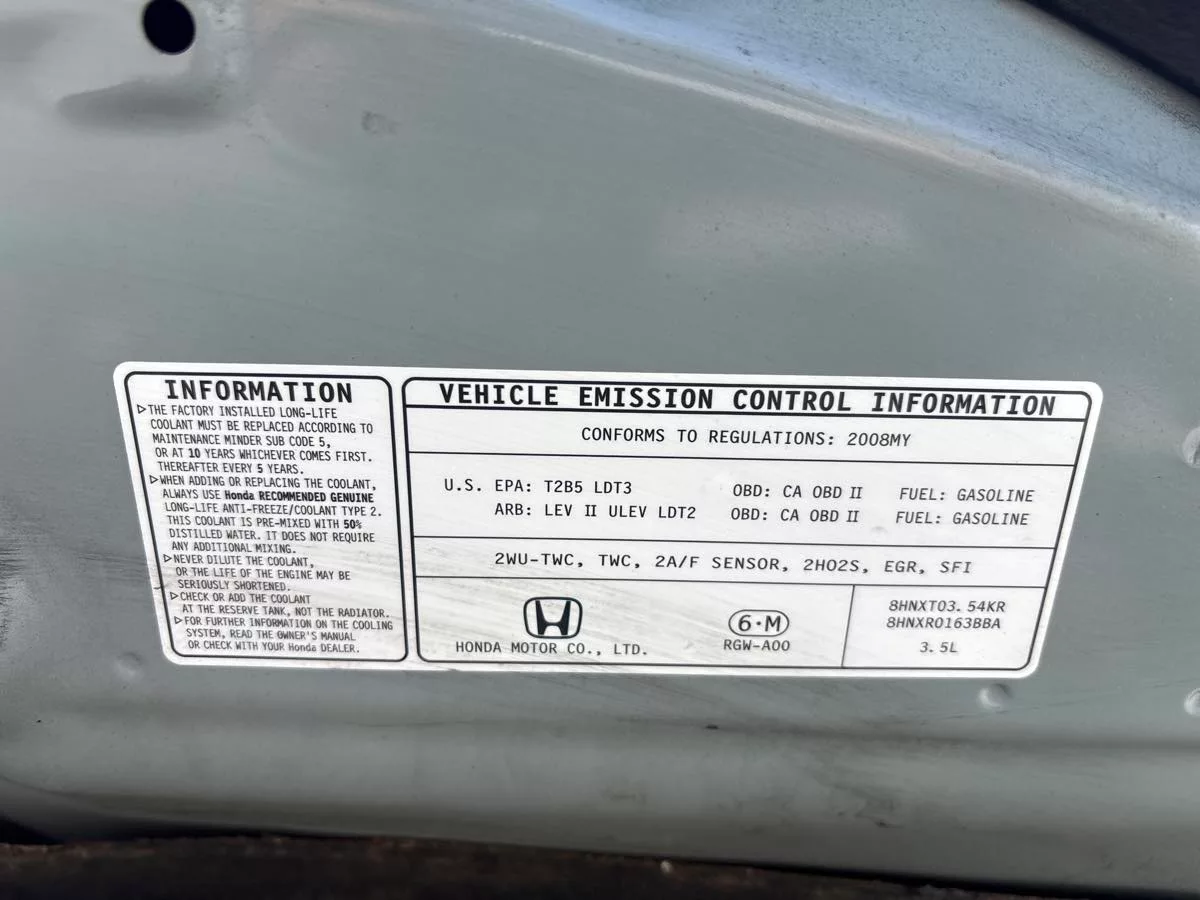 INFORMATION
▷THE FACTORY INSTALLED LONG-LIFE
COOLANT MUST BE REPLACED ACCORDING TO
MAINTENANCE MINDER SUB CODE 5,
OR AT 10 YEARS WHICHEVER COMES FIRST.
THEREAFTER EVERY 5 YEARS.
▷WHEN ADDING OR REPLACING THE COOLANT,
ALWAYS USE Honda RECOMMENDED GENUINE
LONG-LIFE ANTI-FREEZE/COOLANT TYPE 2.
THIS COOLANT IS PRE-MIXED WITH 50%
DISTILLED WATER. IT DOES NOT REQUIRE
ANY ADDITIONAL MIXING.
▷NEVER DILUTE THE COOLANT,
OR THE LIFE OF THE ENGINE MAY BE
SERIOUSLY SHORTENED.
▷CHECK OR ADD THE COOLANT
AT THE RESERVE TANK, NOT THE RADIATOR.
▷FOR FURTHER INFORMATION ON THE COOLING
SYSTEM, READ THE OWNER'S MANUAL
OR CHECK WITH YOUR Honda DEALER.
VEHICLE EMISSION CONTROL INFORMATION
CONFORMS TO REGULATIONS: 2008MY
U.S. EPA: T2B5 LDT3 OBD: CA OBD II FUEL: GASOLINE
ARB: LEV II ULEV LDT2 OBD: CA OBD II FUEL: GASOLINE
2WU-TWC, TWC, 2A/F SENSOR, 2HO2S, EGR, SFI
HONDA MOTOR CO., LTD.
6·M
RGW-A00
8HNXT03.54KR
8HNXR0163BBA
3.5L